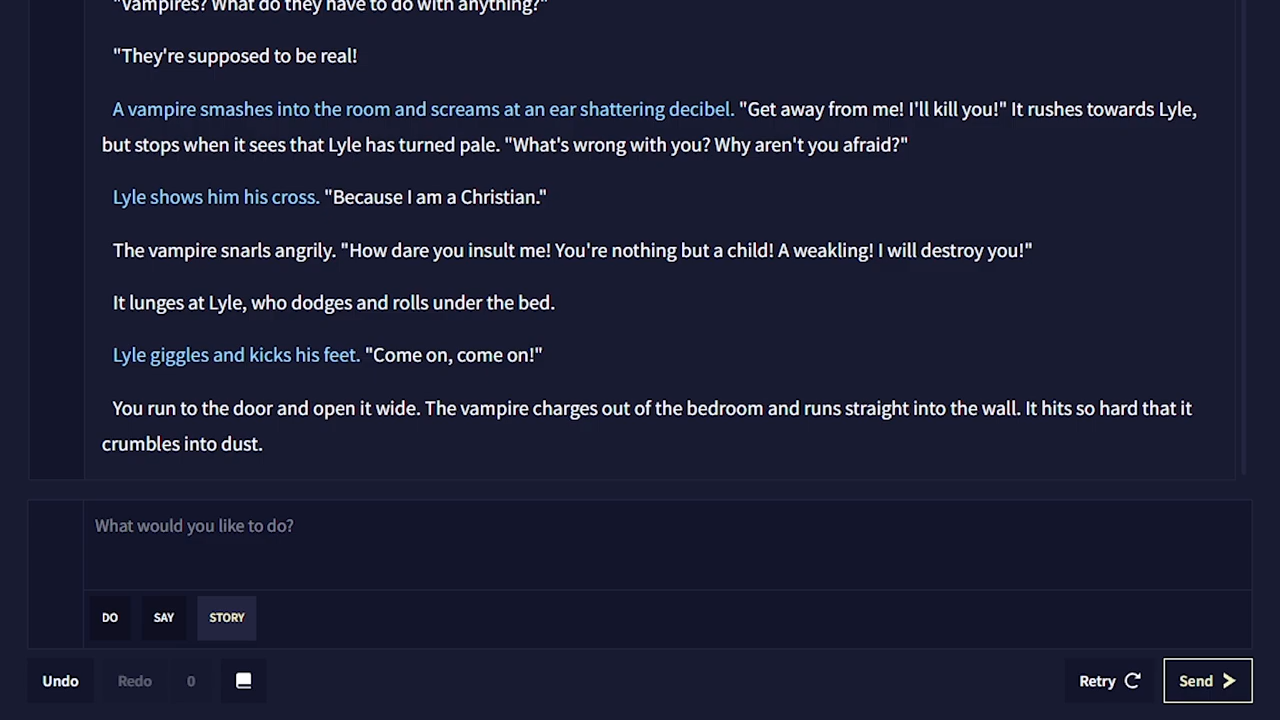 "Vampires? What do they have to do with anything?"
"They're supposed to be real!
A vampire smashes into the room and screams at an ear shattering decibel. "Get away from me! I'll kill you!" It rushes towards Lyle,
but stops when it sees that Lyle has turned pale. "What's wrong with you? Why aren't you afraid?"
Lyle shows him his cross. "Because I am a Christian."
The vampire snarls angrily. "How dare you insult me! You're nothing but a child! A weakling! I will destroy you!"
It lunges at Lyle, who dodges and rolls under the bed.
Lyle giggles and kicks his feet. "Come on, come on!"
You run to the door and open it wide. The vampire charges out of the bedroom and runs straight into the wall. It hits so hard that it
crumbles into dust.
What would you like to do?
DO SAY STORY
Undo Redo 0 Retry Send